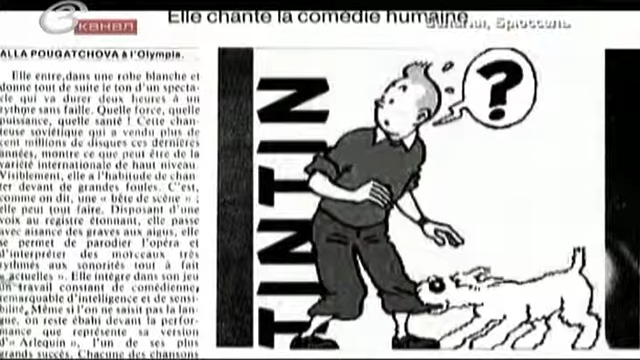 Elle chante la comédie humaine
канал
Брюссель
ALLA POUGATCHOVA à l'Olympia.
Elle entre dans une robe blanche et
donne tout de suite le ton d'un specta-
cle qui va durer deux heures à un
rythme sans faille. Quelle force, quelle
puissance, quelle santé ! Cette chan-
teuse soviétique qui a vendu plus de
cent millions de disques ces dernières
années, montre ce que peut être de la
variété internationale de haut niveau.
Visiblement, elle a l'habitude de chan-
ter devant de grandes foules. C'est,
comme on dit, une « bête de scène » ;
elle peut tout faire. Disposant d'une
voix au registre étonnant, elle passe
avec aisance des graves aux aigus, elle
se permet de parodier l'opéra et
d'interpréter des morceaux très
rythmés aux sonorités tout à fait
« actuelles ». Elle intègre dans son jeu
un travail constant de comédienne,
remarquable d'intelligence et de sensi-
bilité. Même si l'on ne saisit pas la lan-
gue, on reste ébahi devant la perfor-
mance que représente sa version
d'« Arlequin », l'un de ses plus
grands succès. Chacune des chansons
TINTIN
?